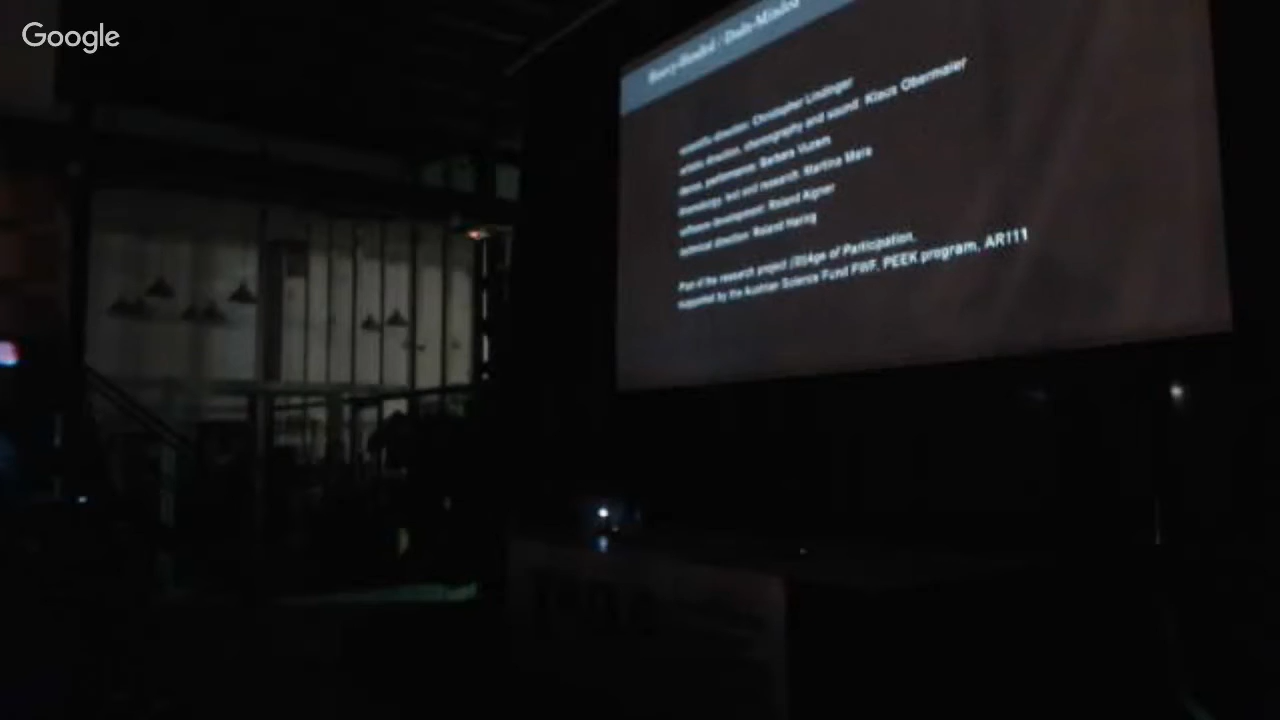 Google
scientific direction: Christopher Lindinger
artistic direction, choreography and sound: Klaus Obermaier
dance, performance: Barbara
dramaturgy, text and research: Martina Mara
software development: Roland Aigner
technical direction: Roland Haring
Part of the research project (St)Age of Participation,
supported by the Austrian Science Fund FWF, PEEK program, AR111